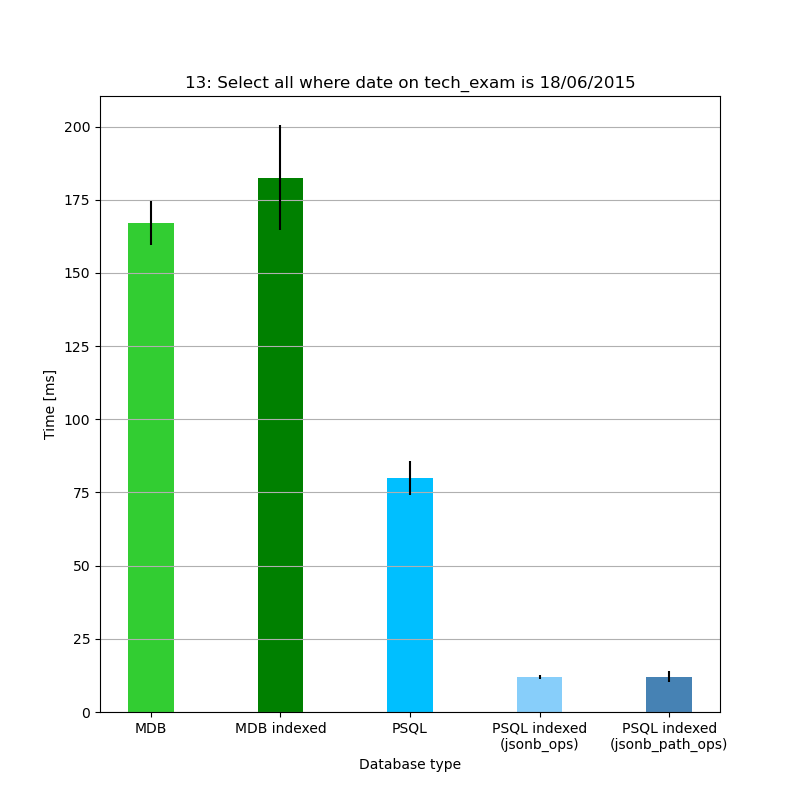 13: Select all where date on tech_exam is 18/06/2015
200
175
150
125
100
75
50
25
0
Time [ms]
MDB
MDB indexed
PSQL
PSQL indexed
(jsonb_ops)
PSQL indexed
(jsonb_path_ops)
Database type